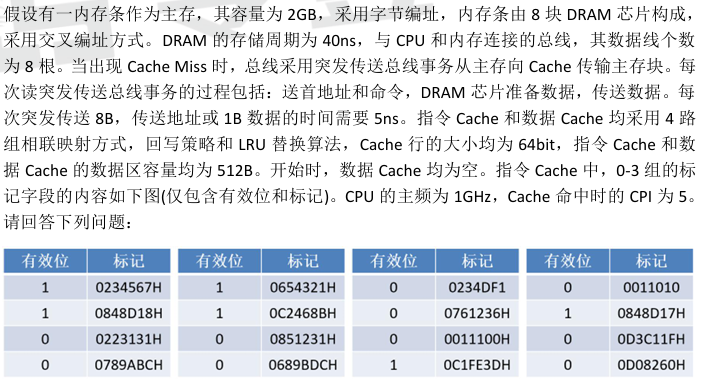 假设有一内存条作为主存，其容量为 2GB，采用字节编址，内存条由 8 块 DRAM 芯片构成，
采用交叉编址方式。DRAM 的存储周期为 40ns，与 CPU 和内存连接的总线，其数据线个数
为 8 根。当出现 Cache Miss 时，总线采用突发传送总线事务从主存向 Cache 传输主存块。每
次读突发传送总线事务的过程包括：送首地址和命令，DRAM 芯片准备数据，传送数据。每
次突发传送 8B，传送地址或 1B 数据的时间需要 5ns。指令 Cache 和数据 Cache 均采用 4 路
组相联映射方式，回写策略和 LRU 替换算法，Cache 行的大小均为 64bit，指令 Cache 和数
据 Cache 的数据区容量均为 512B。开始时，数据 Cache 均为空。指令 Cache 中，0-3 组的标
记字段的内容如下图(仅包含有效位和标记)。CPU 的主频为 1GHz，Cache 命中时的 CPI 为 5。
请回答下列问题：
有效位 标记 有效位 标记 有效位 标记 有效位 标记
1 0234567H 1 0654321H 0 0234DF1 0 0011010
1 0848D18H 1 0C2468BH 0 0761236H 1 0848D17H
0 0223131H 0 0851231H 0 0011100H 0 0D3C11FH
0 0789ABCH 0 0689BDCH 1 0C1FE3DH 0 0D08260H